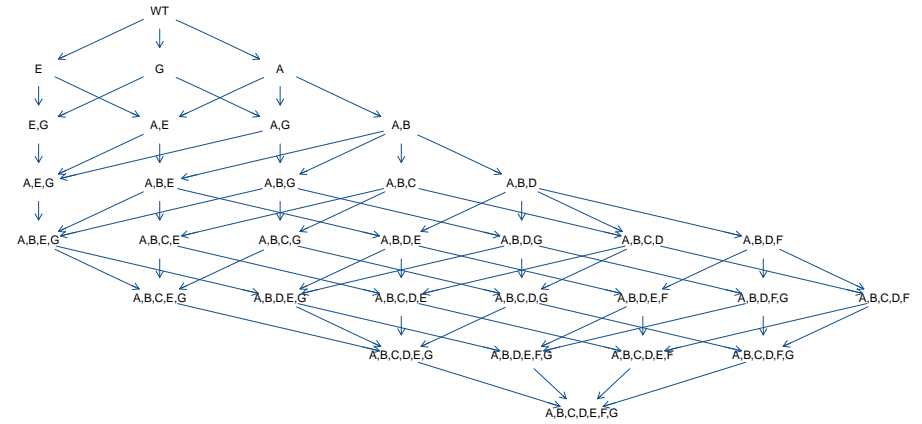 WT
E G A
E,G A,E A,G A,B
A,E,G A,B,E A,B,G A,B,C A,B,D
A,B,E,G A,B,C,E A,B,C,G A,B,D,E A,B,D,G A,B,C,D A,B,D,F
A,B,C,E,G A,B,D,E,G A,B,C,D,E A,B,C,D,G A,B,D,E,F A,B,D,F,G A,B,C,D,F
A,B,C,D,E,G A,B,D,E,F,G A,B,C,D,E,F A,B,C,D,F,G
A,B,C,D,E,F,G